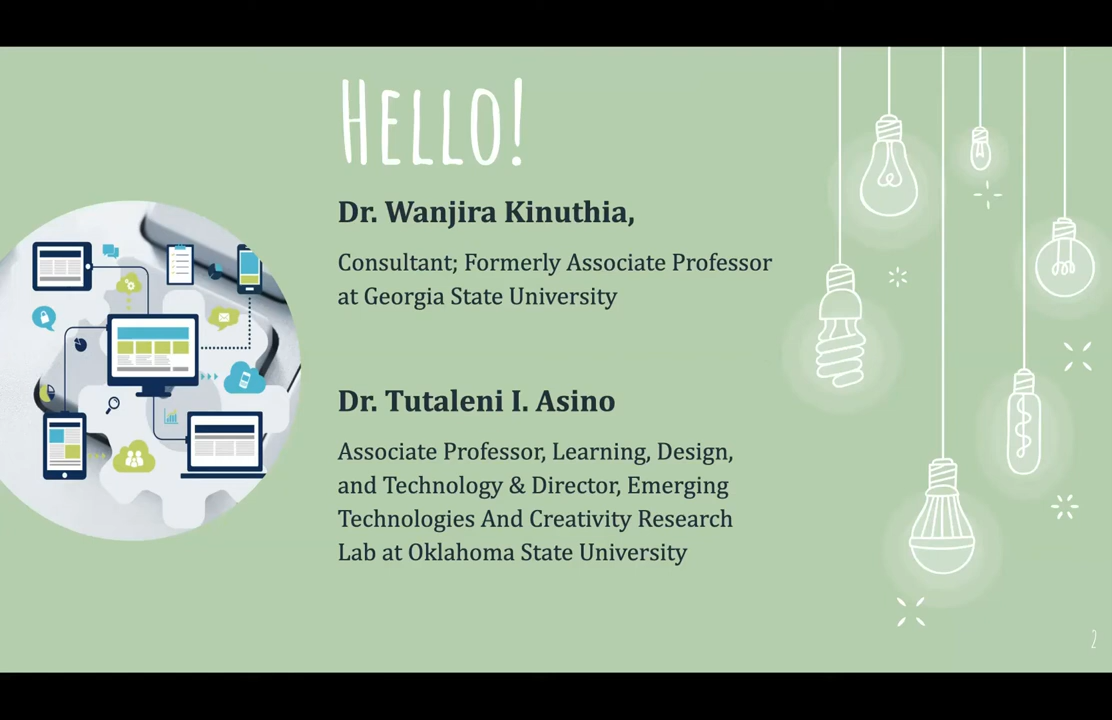 Hello!
Dr. Wanjira Kinuthia,
Consultant; Formerly Associate Professor
at Georgia State University
Dr. Tutaleni I. Asino
Associate Professor, Learning, Design,
and Technology & Director, Emerging
Technologies And Creativity Research
Lab at Oklahoma State University
2